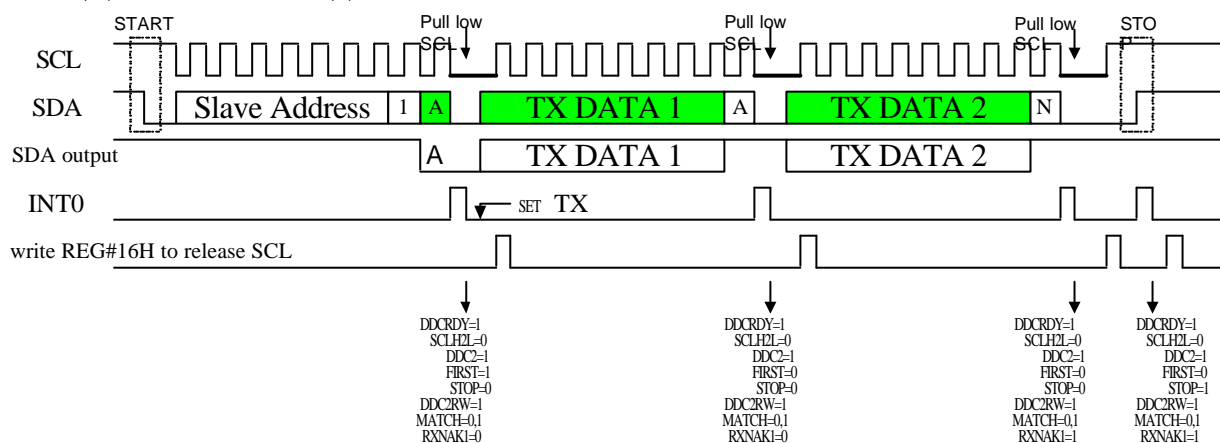 START
Pull low
SCL
Pull low
SCL
Pull low
SCL
STO
P
SCL
SDA
Slave Address
1
A
TX DATA 1
A
TX DATA 2
N
SDA output
A
TX DATA 1
TX DATA 2
INT0
SET TX
write REG#16H to release SCL
DDCRDY=1
SCLH2L=0
DDC2=1
FIRST=1
STOP=0
DDC2RW=1
MATCH=0,1
RXNAK1=0
DDCRDY=1
SCLH2L=0
DDC2=1
FIRST=0
STOP=0
DDC2RW=1
MATCH=0,1
RXNAK1=0
DDCRDY=1
SCLH2L=0
DDC2=1
FIRST=0
STOP=0
DDC2RW=1
MATCH=0,1
RXNAK1=1
DDCRDY=1
SCLH2L=0
DDC2=1
FIRST=0
STOP=1
DDC2RW=1
MATCH=0,1
RXNAK1=1